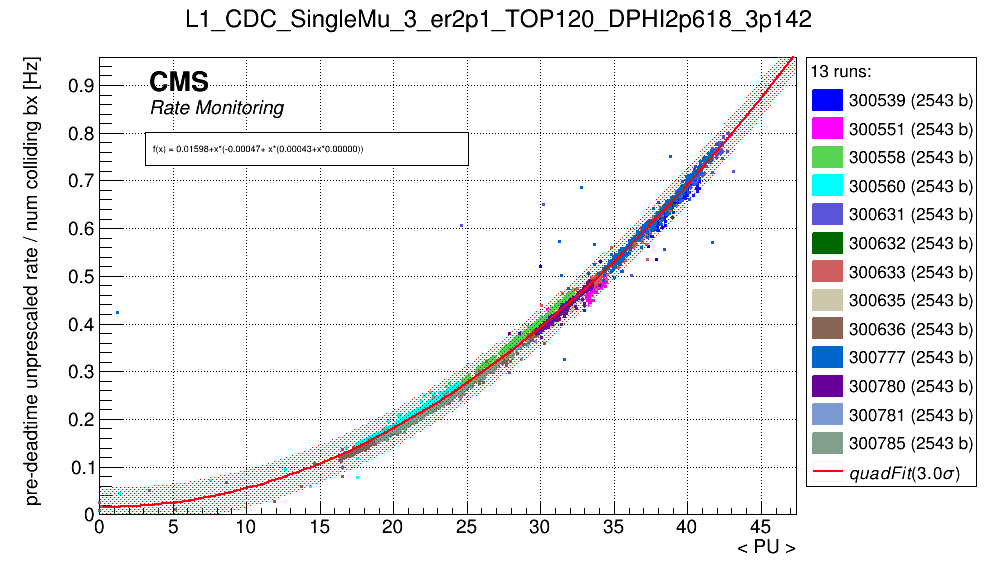 L1_CDC_SingleMu_3_er2p1_TOP120_DPHI2p618_3p142
pre-deadtime unprescaled rate / num colliding bx [Hz]
CMS
Rate Monitoring
f(x) = 0.01598+x*(-0.00047+ x*(0.00043+x*0.00000))
0.9
0.8
0.7
0.6
0.5
0.4
0.3
0.2
0.1
0
0 5 10 15 20 25 30 35 40 45
< PU >
13 runs:
300539 (2543 b)
300551 (2543 b)
300558 (2543 b)
300560 (2543 b)
300631 (2543 b)
300632 (2543 b)
300633 (2543 b)
300635 (2543 b)
300636 (2543 b)
300777 (2543 b)
300780 (2543 b)
300781 (2543 b)
300785 (2543 b)
quadFit(3.0σ)